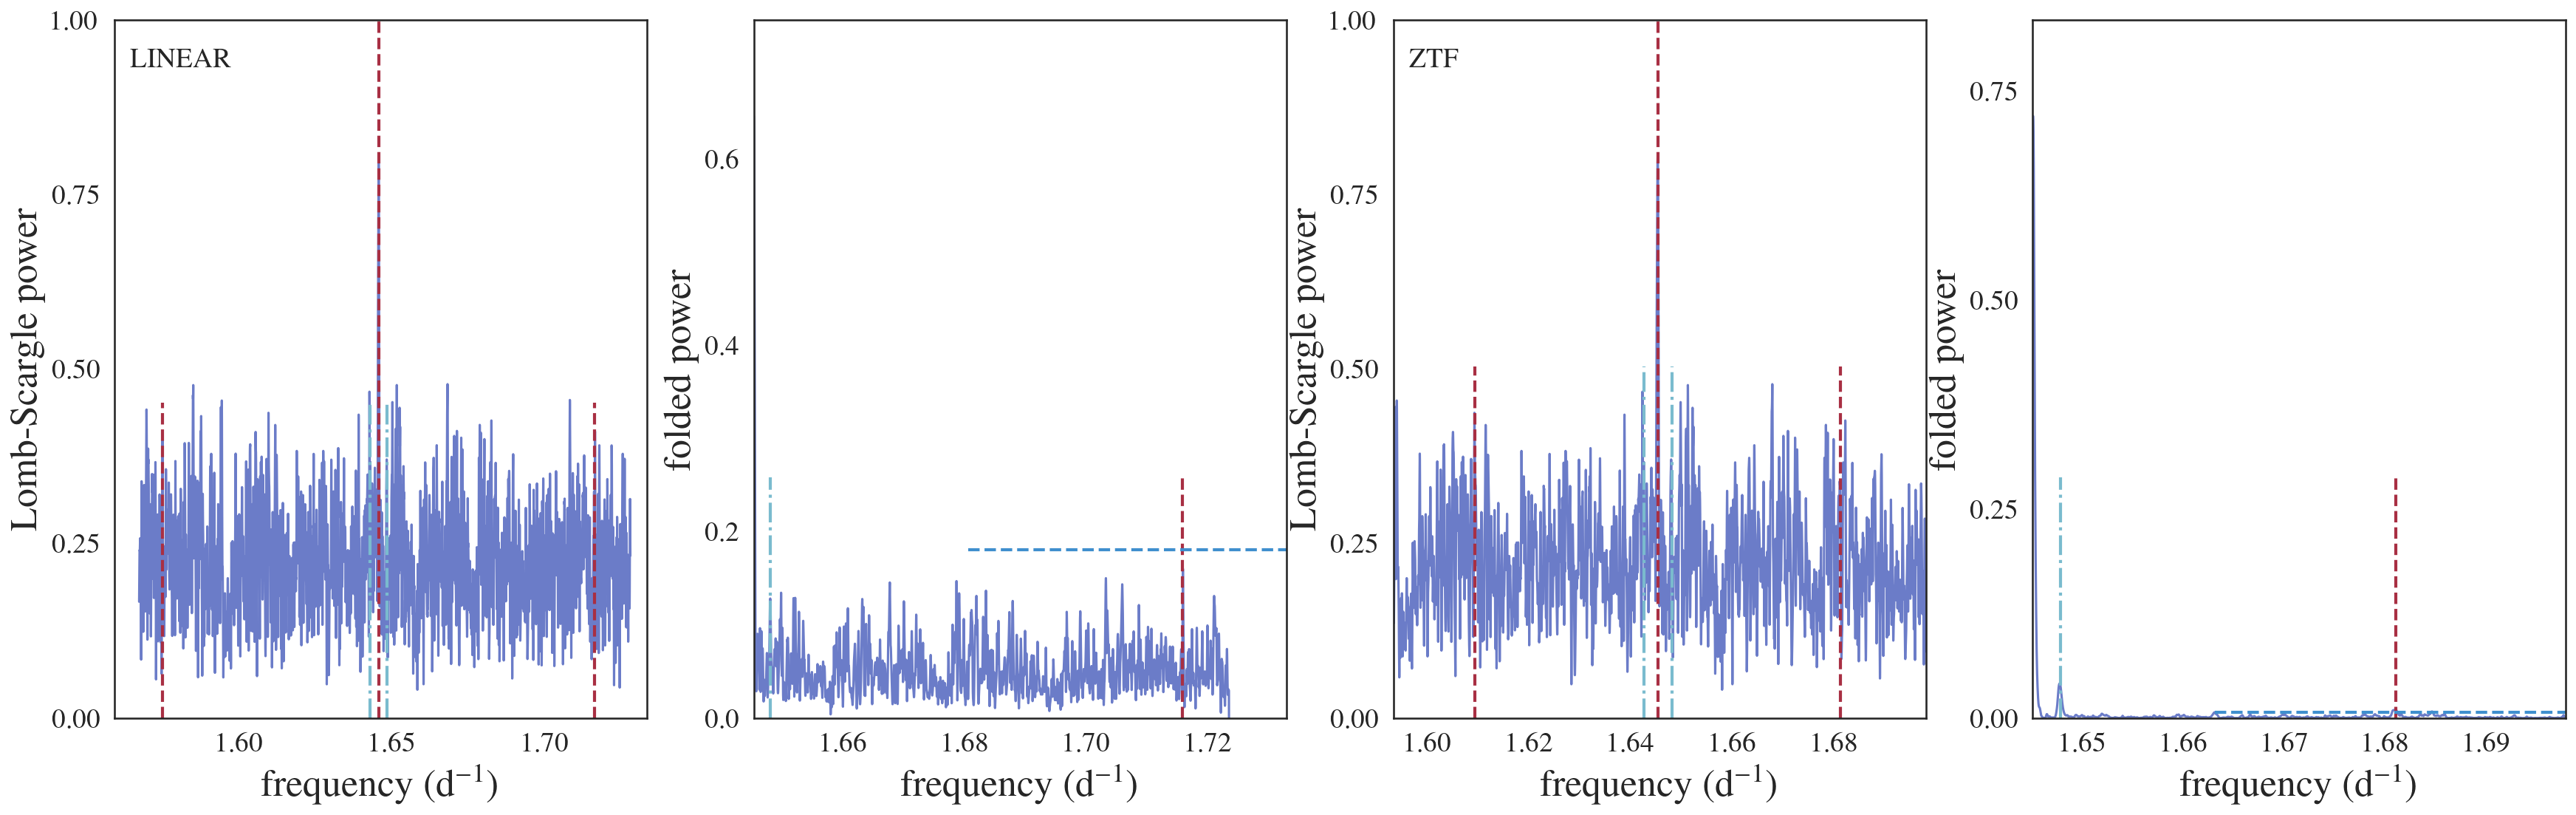 LINEAR
Lomb-Scargle power
1.00
0.75
0.50
0.25
0.00
1.60 1.65 1.70
frequency (d⁻¹)
folded power
0.6
0.4
0.2
0.0
1.66 1.68 1.70 1.72
frequency (d⁻¹)
ZTF
Lomb-Scargle power
1.00
0.75
0.50
0.25
0.00
1.60 1.62 1.64 1.66 1.68
frequency (d⁻¹)
folded power
0.75
0.50
0.25
0.00
1.65 1.66 1.67 1.68 1.69
frequency (d⁻¹)